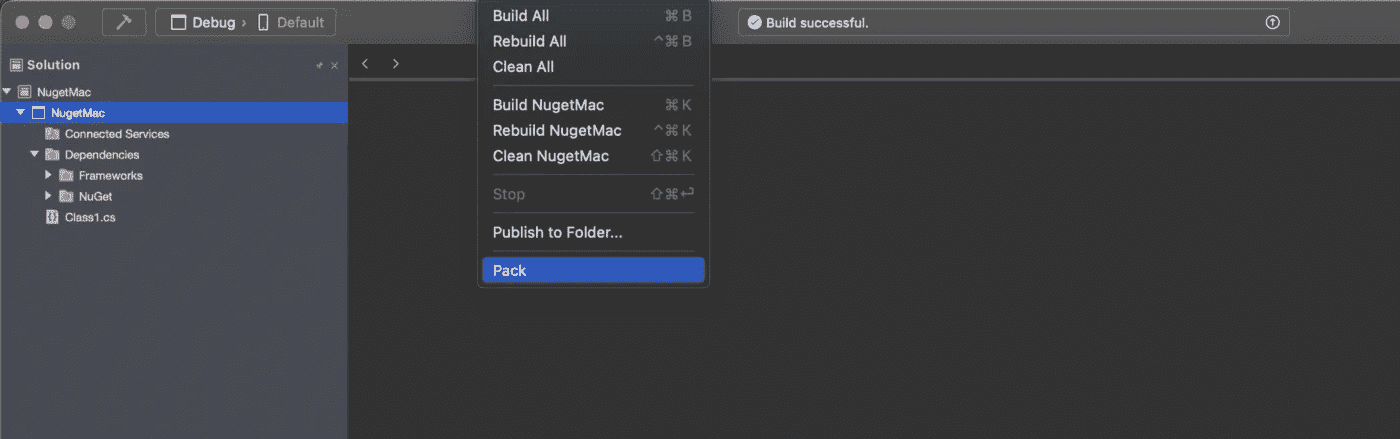 Debug › Default
Build successful.
Solution
NugetMac
NugetMac
Connected Services
Dependencies
Frameworks
NuGet
Class1.cs
Build All ⌘B
Rebuild All ^⌘B
Clean All
Build NugetMac ⌘K
Rebuild NugetMac ^⌘K
Clean NugetMac ⇧⌘K
Stop ⇧⌘↩
Publish to Folder...
Pack